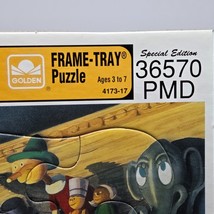 GOLDEN
FRAME-TRAY®
Puzzle
Ages 3 to 7
4173-17
Special Edition
36570
PMD